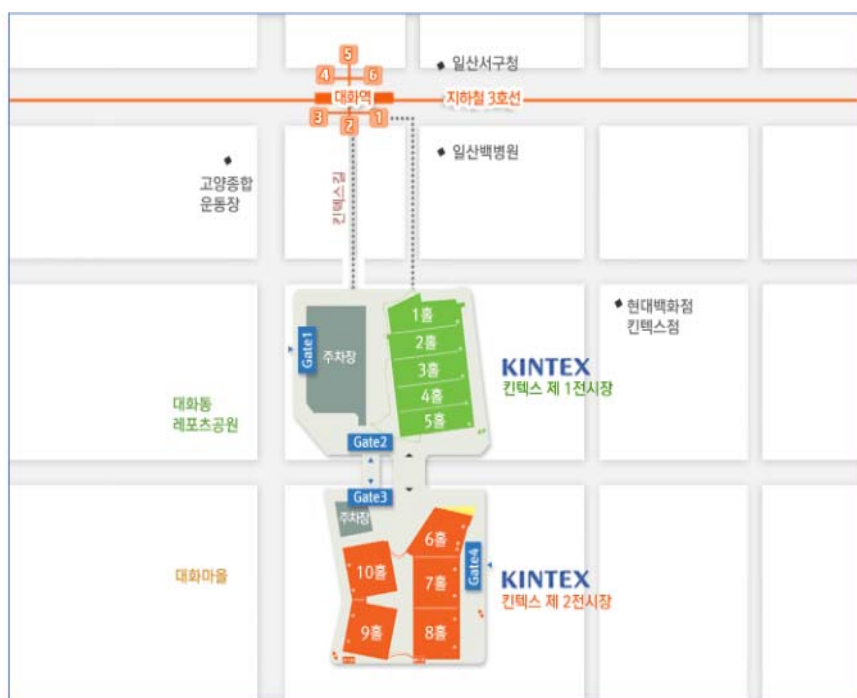 5
4
6
일산서구청
대화역
지하철 3호선
3
2
1
일산백병원
고양종합
운동장
킨텍스길
1홀
2홀
3홀
4홀
5홀
Gate1
주차장
현대백화점
킨텍스점
KINTEX
킨텍스 제 1전시장
대화동
레포츠공원
Gate2
Gate3
주차장
6홀
7홀
8홀
9홀
10홀
Gate4
대화마을
KINTEX
킨텍스 제 2전시장